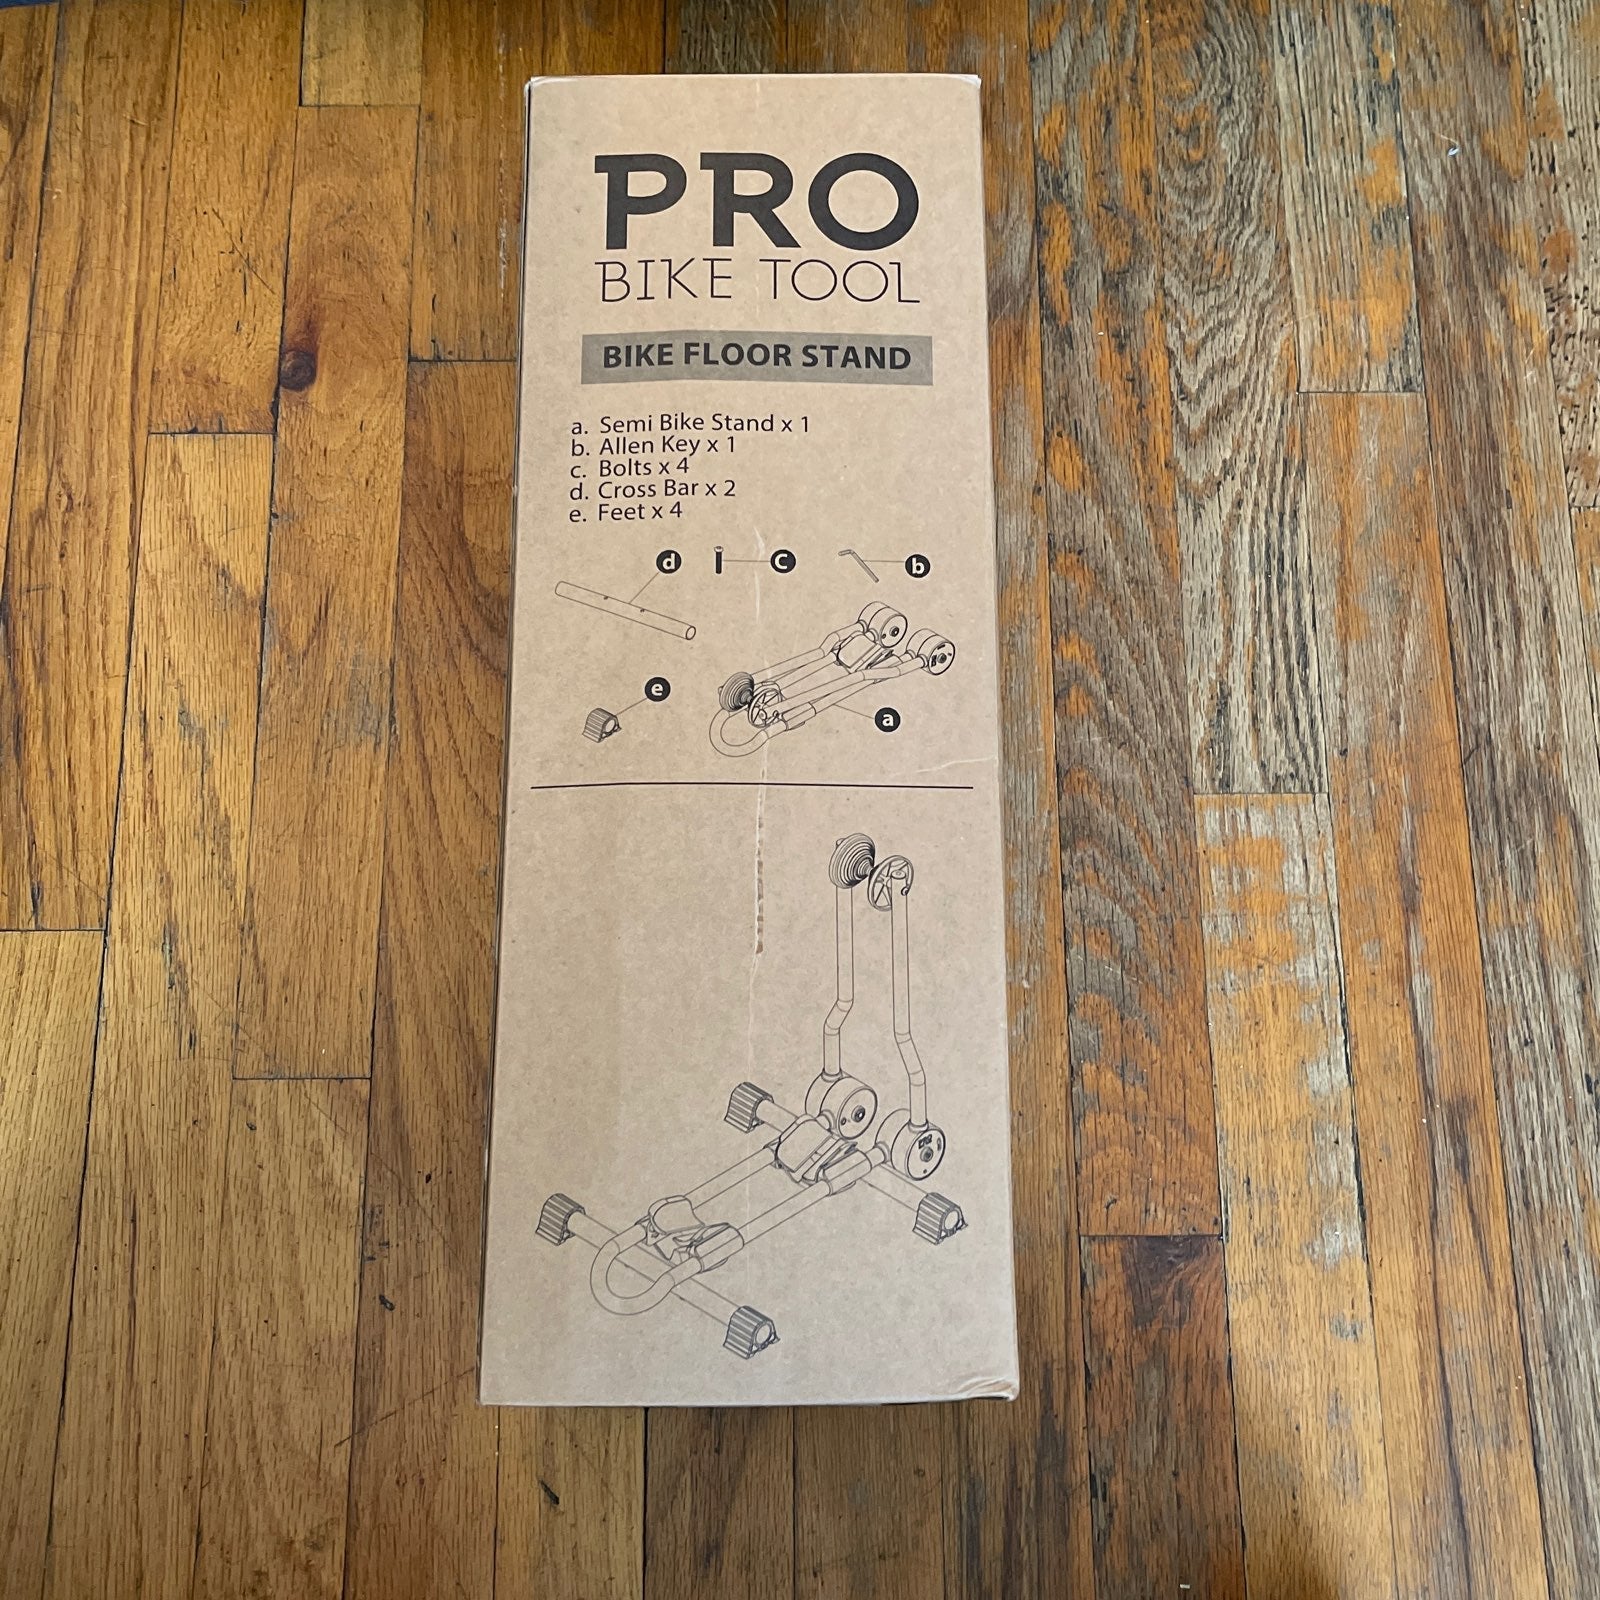 PRO
BIKE TOOL
BIKE FLOOR STAND
a. Semi Bike Stand x 1
b. Allen Key x 1
c. Bolts x 4
d. Cross Bar x 2
e. Feet x 4
d
c
b
e
a